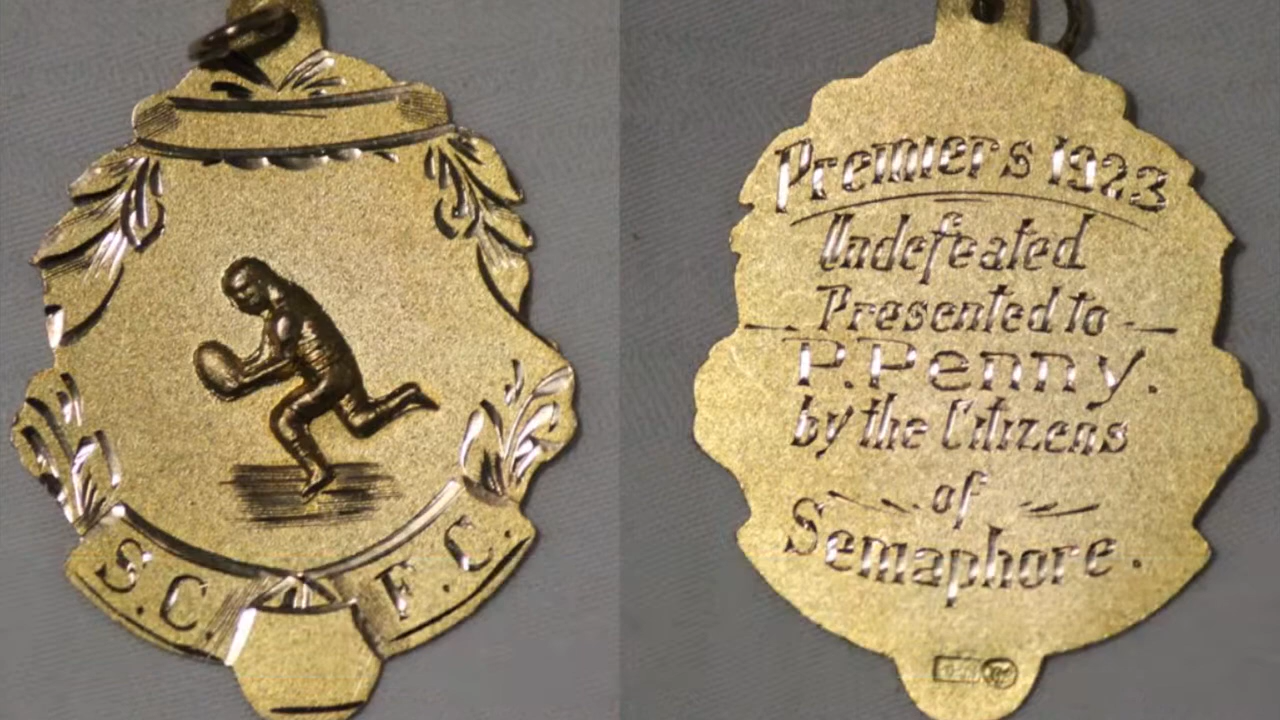 S.C. F.C.
Premiers 1923
Undefeated
Presented to
P. Penny.
by the Citizens
of
Semaphore.